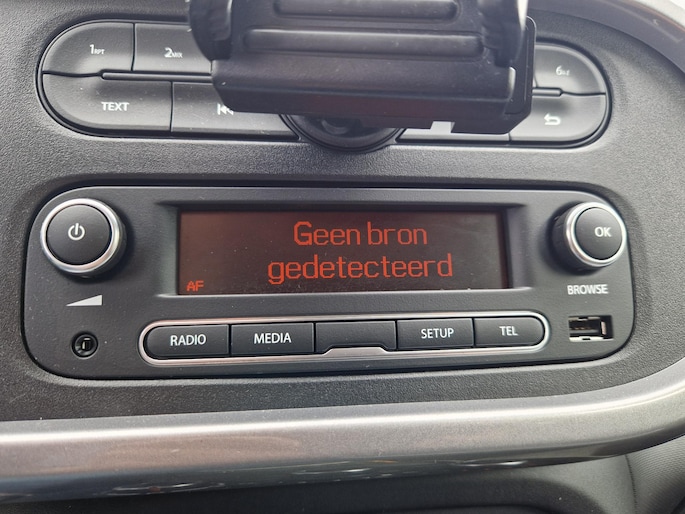 1RPT
2MIX
6
TEXT
Geen bron
gedetecteerd
AF
OK
BROWSE
RADIO
MEDIA
SETUP
TEL